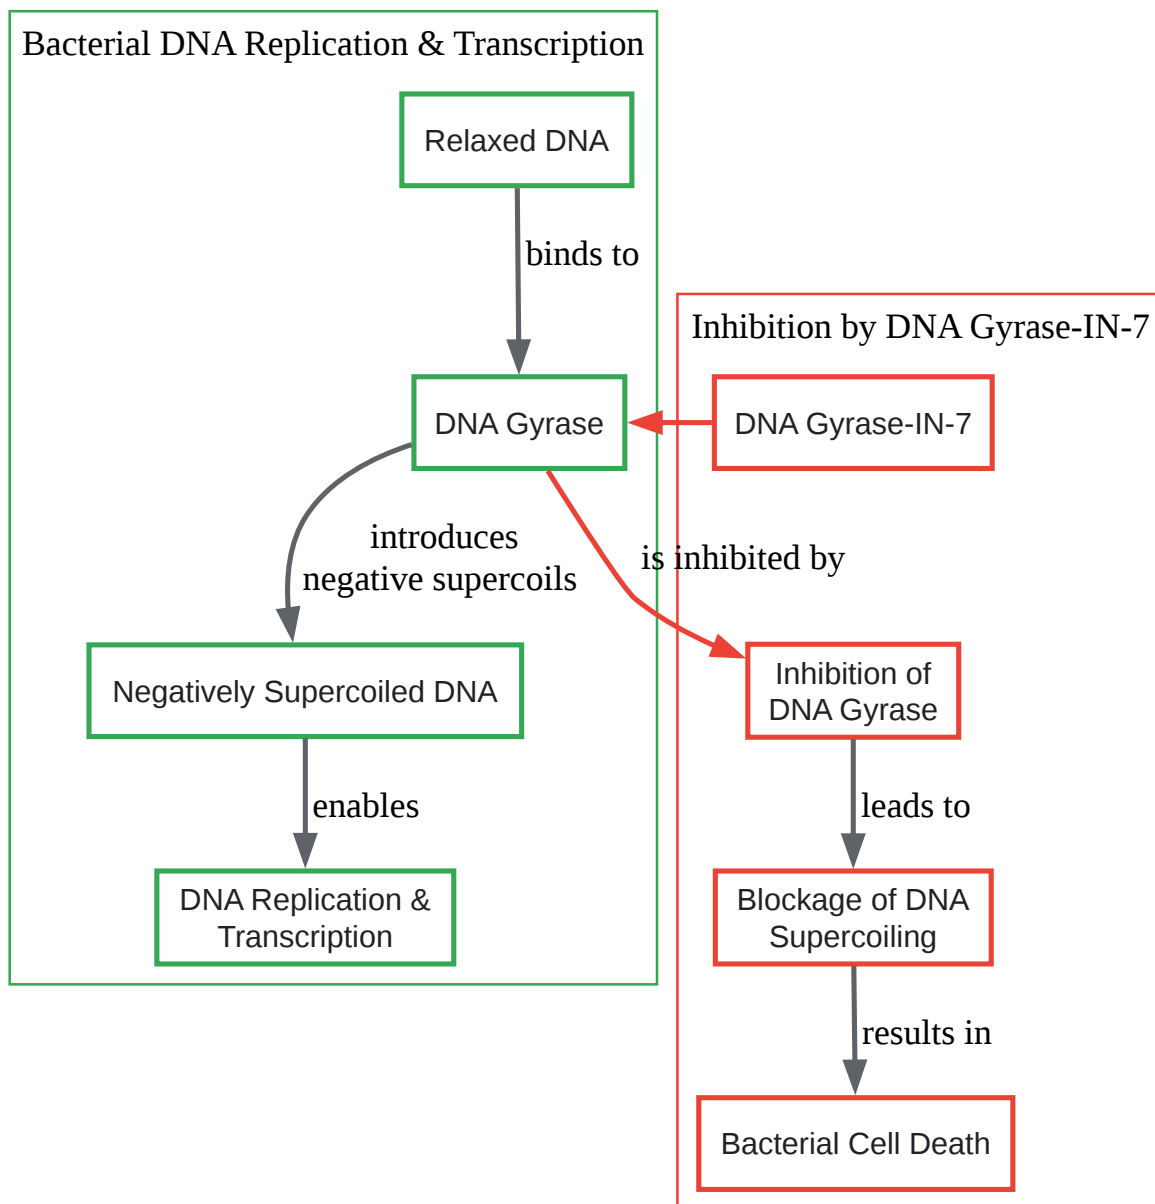 Bacterial DNA Replication & Transcription
Relaxed DNA
binds to
Inhibition by DNA Gyrase-IN-7
DNA Gyrase
DNA Gyrase-IN-7
introduces
negative supercoils
is inhibited by
Negatively Supercoiled DNA
Inhibition of
DNA Gyrase
enables
leads to
DNA Replication &
Transcription
Blockage of DNA
Supercoiling
results in
Bacterial Cell Death